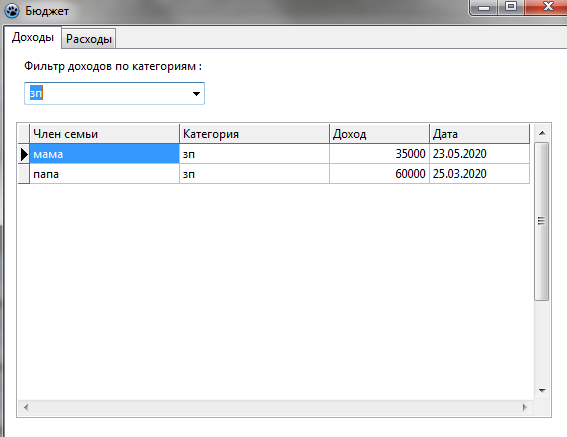 Бюджет
Доходы Расходы
Фильтр доходов по категориям :
зп
Член семьи Категория Доход Дата
мама зп 35000 23.05.2020
папа зп 60000 25.03.2020